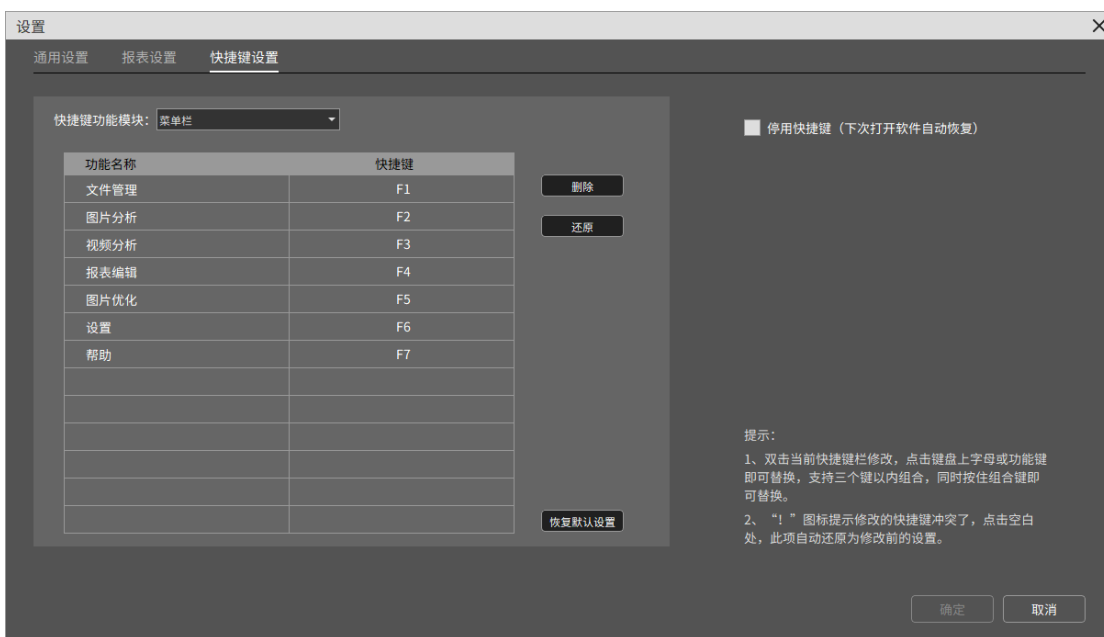 设置
通用设置 报表设置 快捷键设置
快捷键功能模块: 菜单栏
停用快捷键（下次打开软件自动恢复）
功能名称 快捷键
文件管理 F1
删除
图片分析 F2
还原
视频分析 F3
报表编辑 F4
图片优化 F5
设置 F6
帮助 F7
恢复默认设置
提示:
1、双击当前快捷键栏修改，点击键盘上字母或功能键
即可替换，支持三个键以内组合，同时按住组合键即
可替换。
2、“！”图标提示修改的快捷键冲突了，点击空白
处，此项自动还原为修改前的设置。
确定 取消